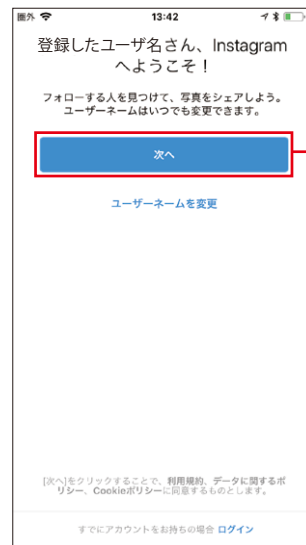 圏外 13:42
登録したユーザ名さん、Instagram
へようこそ！
フォローする人を見つけて、写真をシェアしよう。
ユーザーネームはいつでも変更できます。
次へ
ユーザーネームを変更
[次へ]をクリックすることで、利用規約、データに関するポ
リシー、Cookieポリシーに同意するものとします。
すでにアカウントをお持ちの場合 ログイン